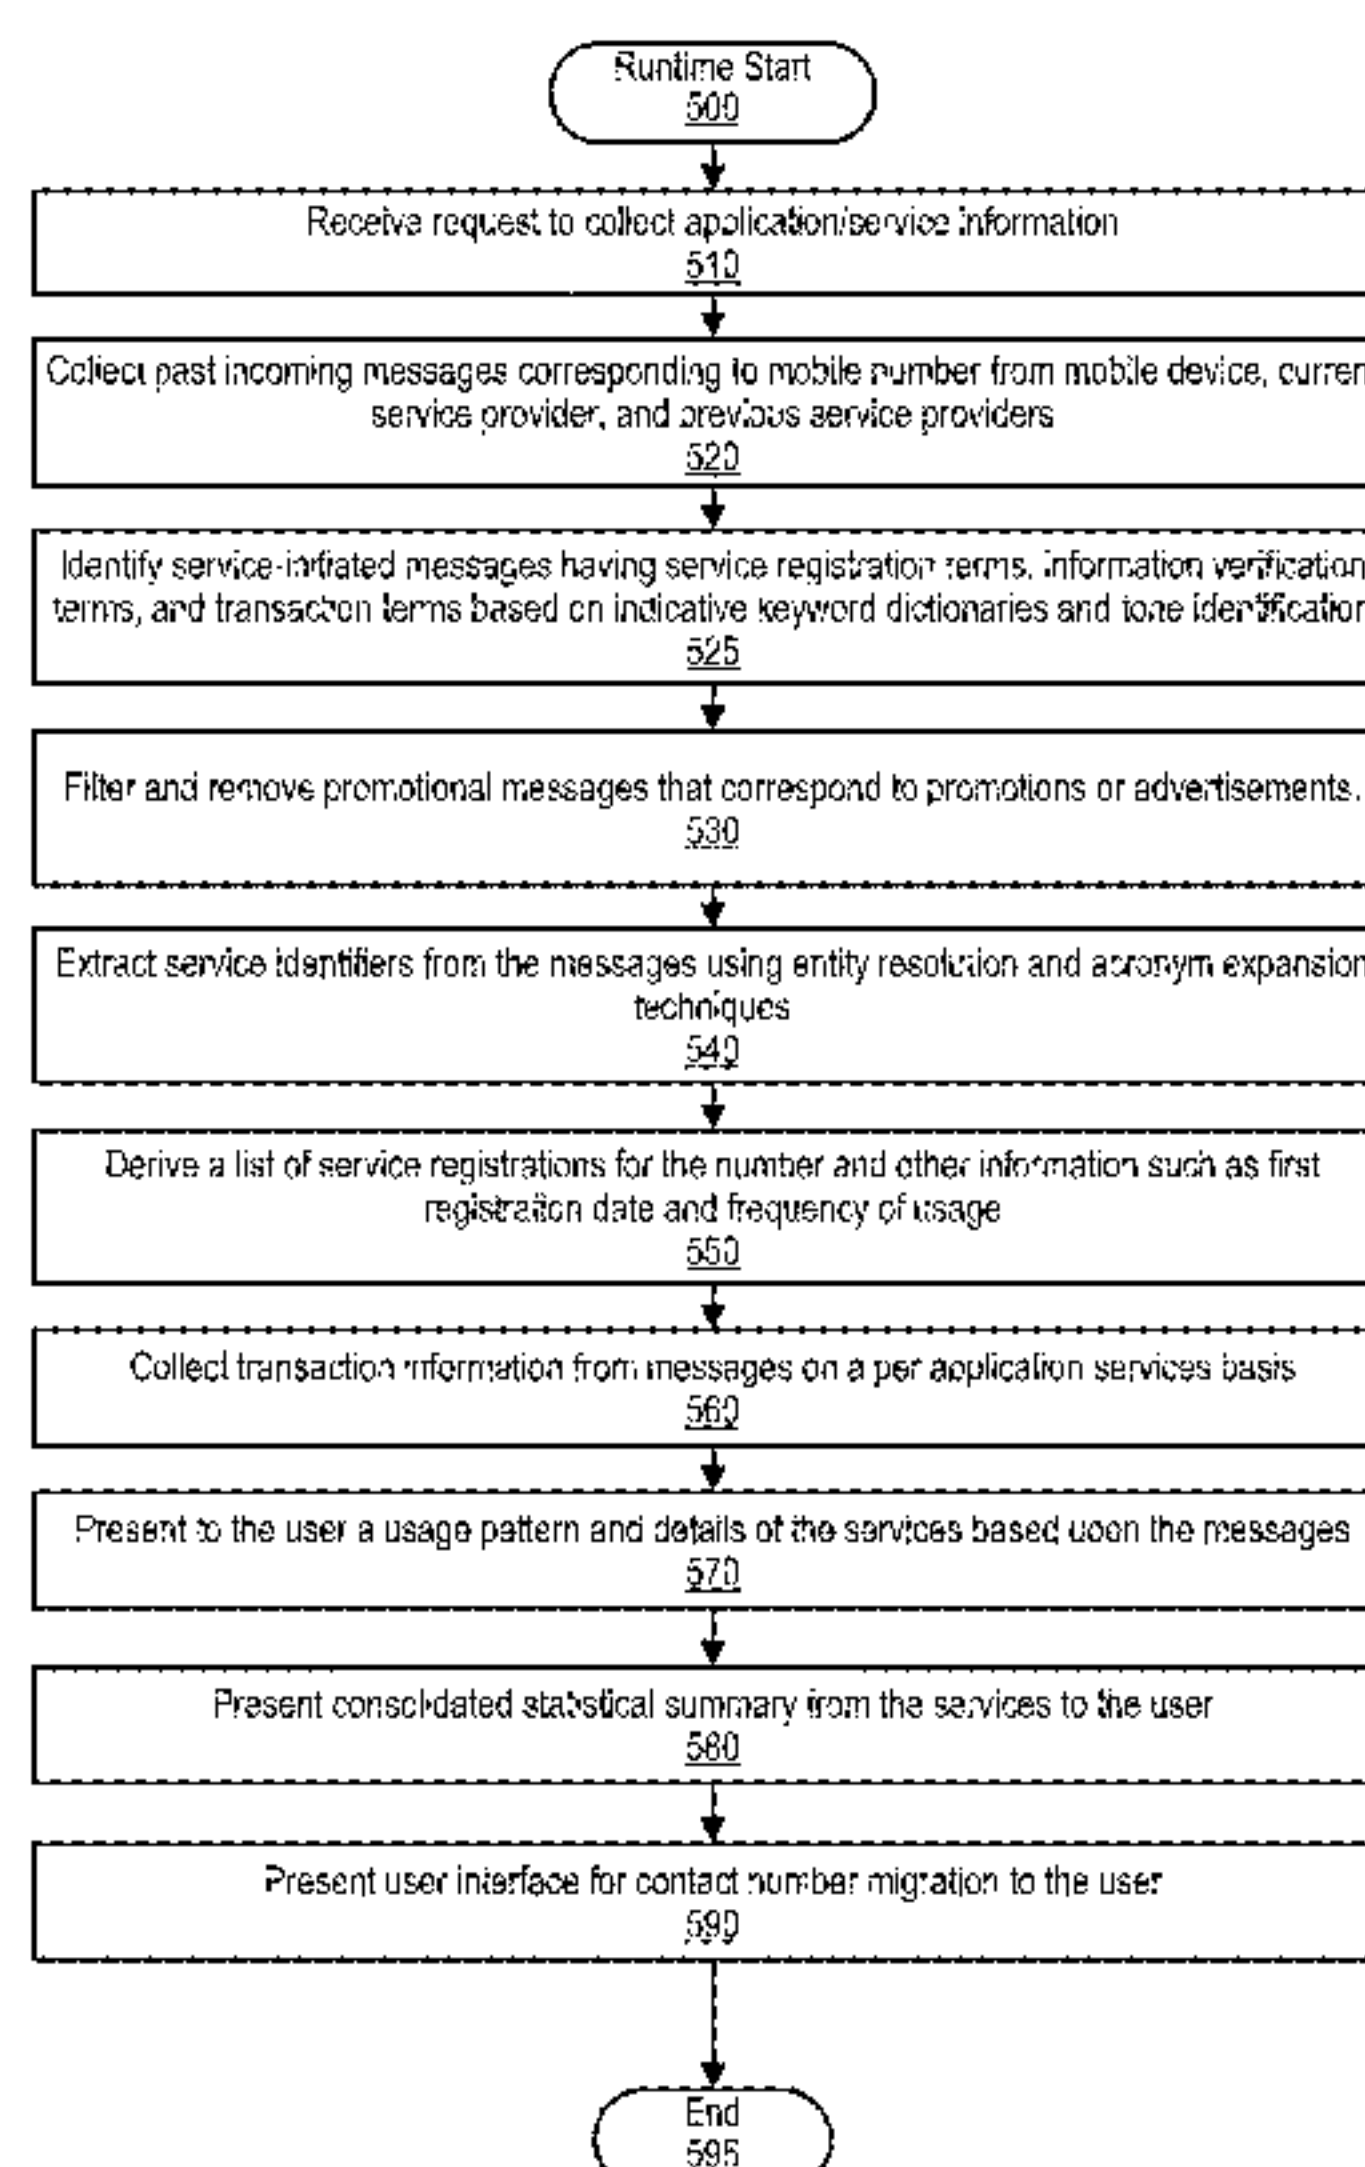 Runtime Start
500
Receive request to collect application/service information
510
Collect past incoming messages corresponding to mobile number from mobile device, curren
service provider, and previous service providers
520
Identify service-initiated messages having service registration terms, information verification
terms, and transaction terms based on indicative keyword dictionaries and tone identification
525
Filter and remove promotional messages that correspond to promotions or advertisements.
530
Extract service identifiers from the messages using entity resolution and acronym expansion
techniques
540
Derive a list of service registrations for the number and other information such as first
registration date and frequency of usage
550
Collect transaction information from messages on a per application services basis
560
Present to the user a usage pattern and details of the services based upon the messages
570
Present consolidated statistical summary from the services to the user
580
Present user interface for contact number migration to the user
590
End
595